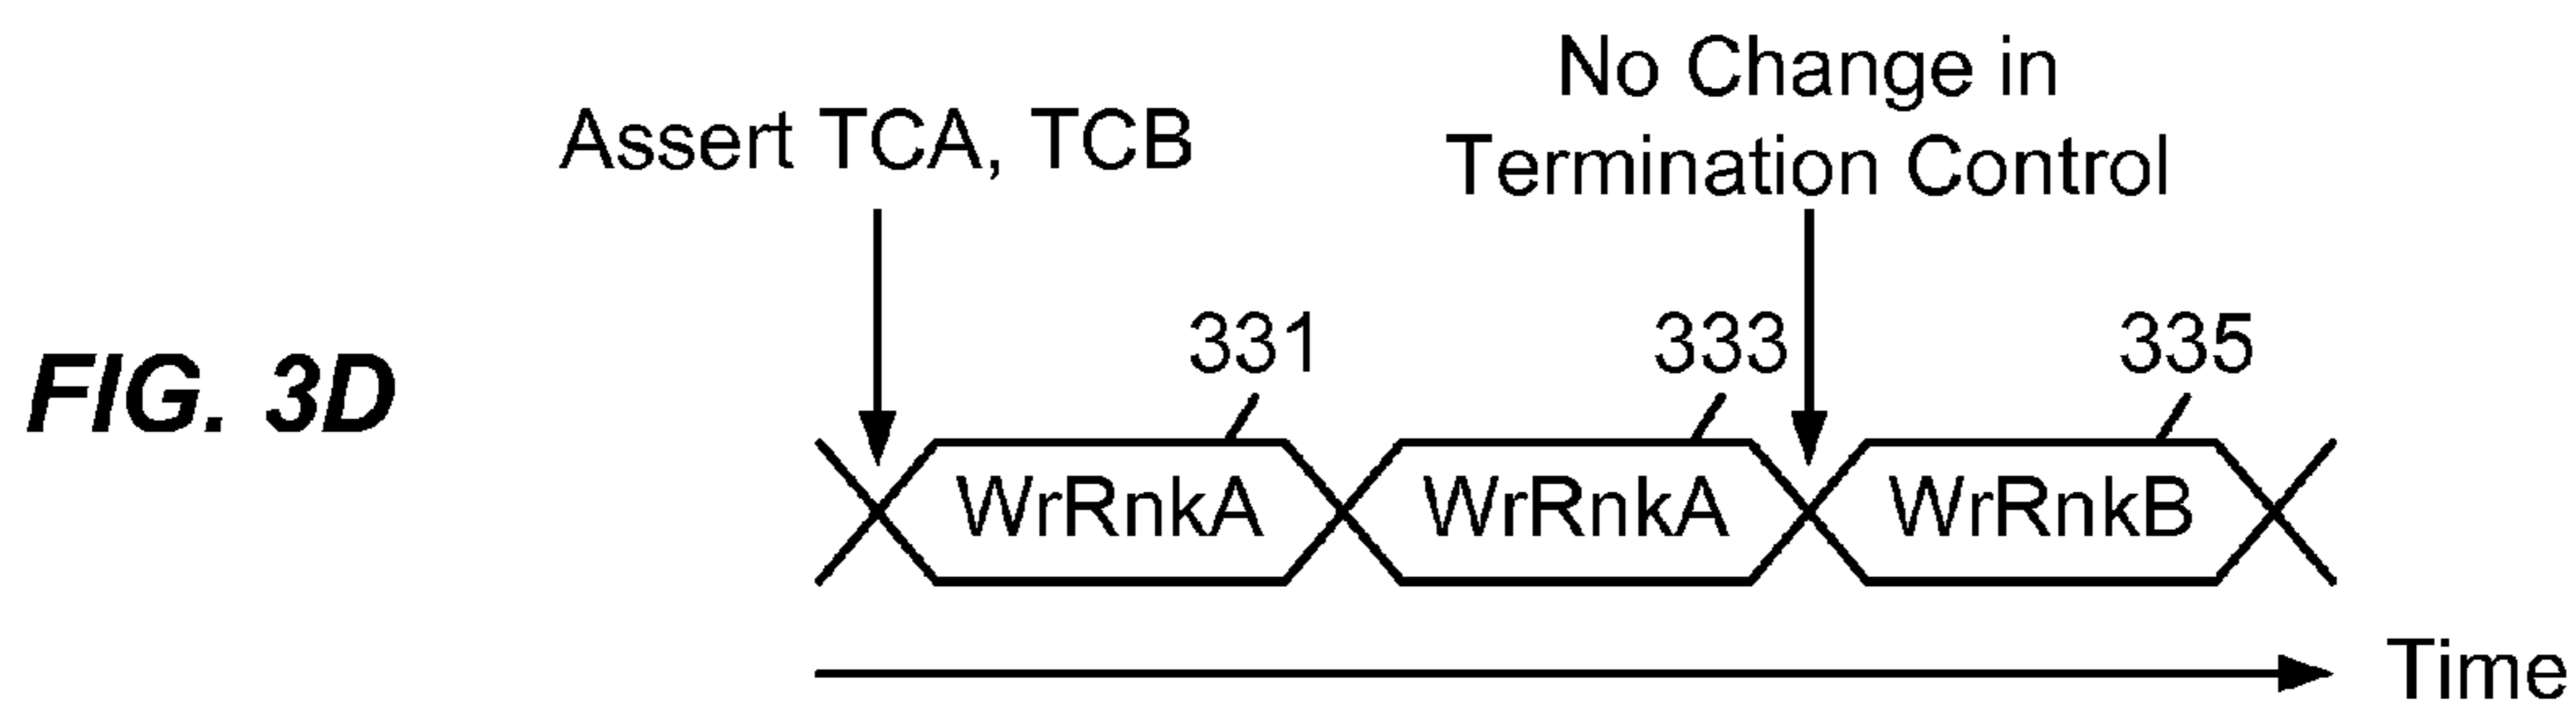 No Change in
Assert TCA, TCB
Termination Control
331
333
335
FIG. 3D
WrRnkA
WrRnkA
WrRnkB
Time